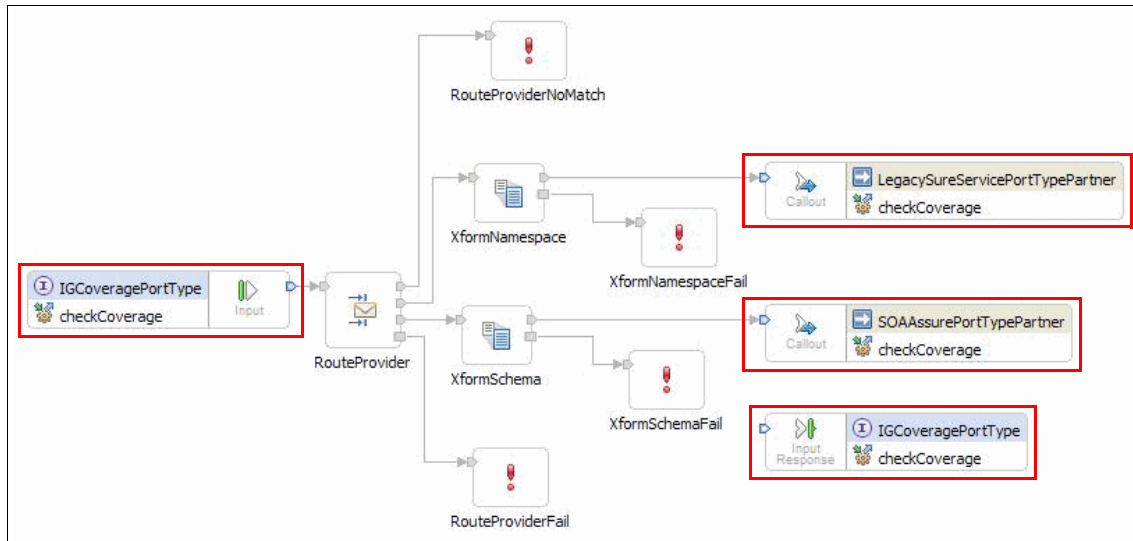 RouteProviderNoMatch
LegacySureServicePortTypePartner
Callout
checkCoverage
XformNamespace
XformNamespaceFail
IGCoveragePortType
Input
checkCoverage
RouteProvider
SOAAssurePortTypePartner
Callout
checkCoverage
XformSchema
XformSchemaFail
IGCoveragePortType
Input
Response
checkCoverage
RouteProviderFail